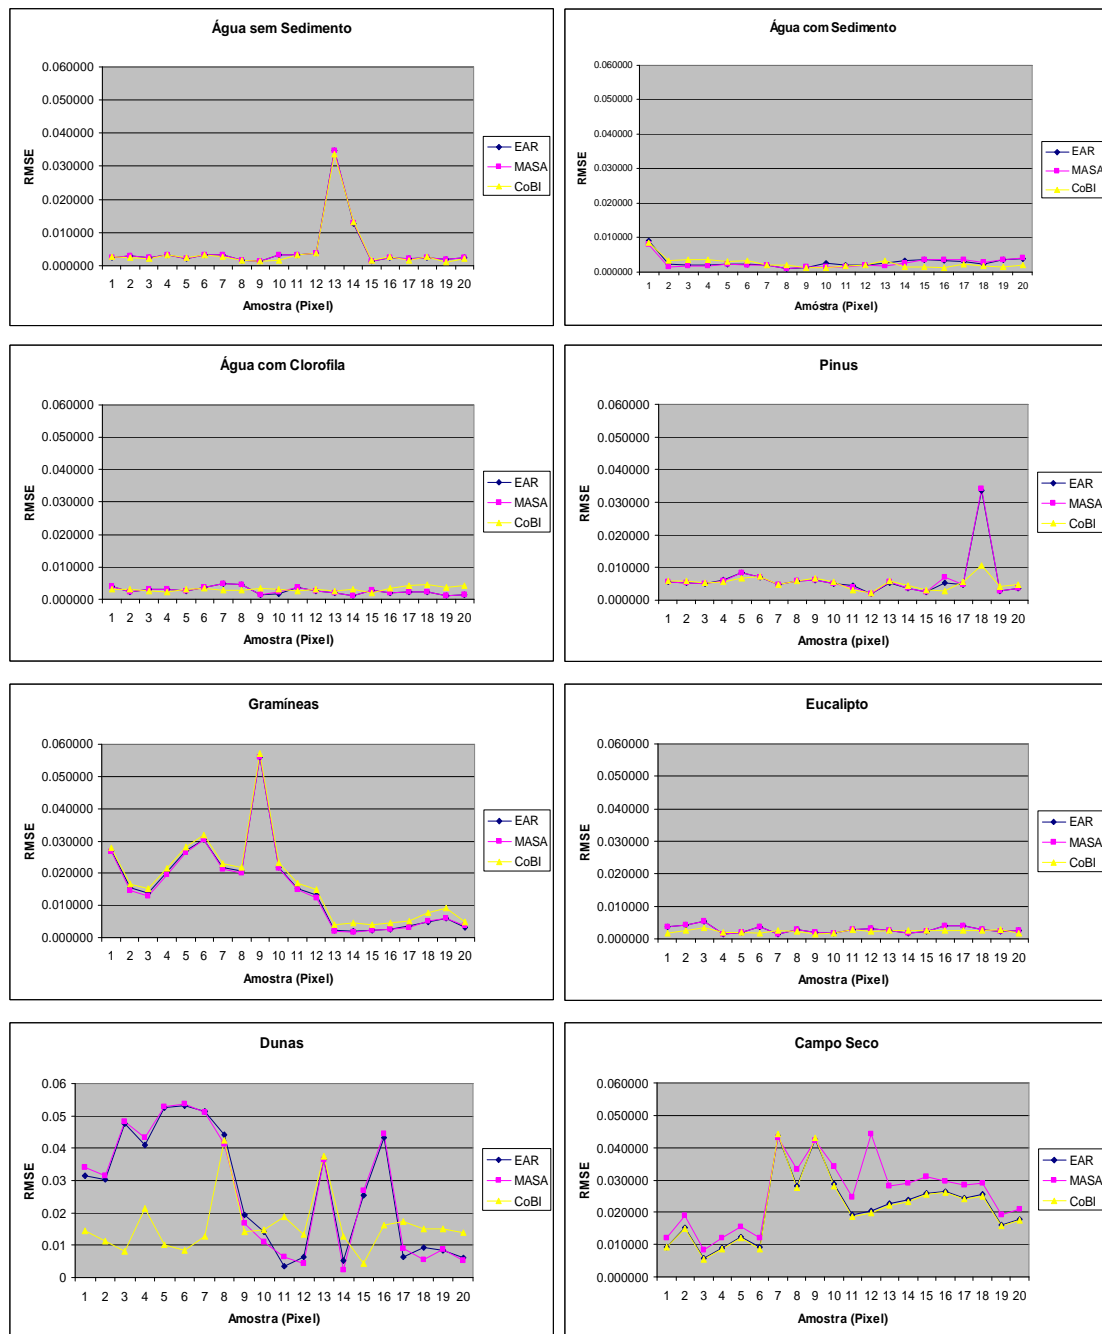 Água sem Sedimento
0.060000
0.050000
0.040000
0.030000
0.020000
0.010000
0.000000
RMSE
1 2 3 4 5 6 7 8 9 10 11 12 13 14 15 16 17 18 19 20
Amostra (Pixel)
EAR
MASA
CoBI
Água com Sedimento
0.060000
0.050000
0.040000
0.030000
0.020000
0.010000
0.000000
RMSE
1 2 3 4 5 6 7 8 9 10 11 12 13 14 15 16 17 18 19 20
Amóstra (Pixel)
EAR
MASA
CoBI
Água com Clorofila
0.060000
0.050000
0.040000
0.030000
0.020000
0.010000
0.000000
RMSE
1 2 3 4 5 6 7 8 9 10 11 12 13 14 15 16 17 18 19 20
Amostra (Pixel)
EAR
MASA
CoBI
Pinus
0.060000
0.050000
0.040000
0.030000
0.020000
0.010000
0.000000
RMSE
1 2 3 4 5 6 7 8 9 10 11 12 13 14 15 16 17 18 19 20
Amostra (pixel)
EAR
MASA
CoBI
Gramíneas
0.060000
0.050000
0.040000
0.030000
0.020000
0.010000
0.000000
RMSE
1 2 3 4 5 6 7 8 9 10 11 12 13 14 15 16 17 18 19 20
Amostra (Pixel)
EAR
MASA
CoBI
Eucalipto
0.060000
0.050000
0.040000
0.030000
0.020000
0.010000
0.000000
RMSE
1 2 3 4 5 6 7 8 9 10 11 12 13 14 15 16 17 18 19 20
Amostra (Pixel)
EAR
MASA
CoBI
Dunas
0.06
0.05
0.04
0.03
0.02
0.01
0
RMSE
1 2 3 4 5 6 7 8 9 10 11 12 13 14 15 16 17 18 19 20
Amostra (Pixel)
EAR
MASA
CoBI
Campo Seco
0.060000
0.050000
0.040000
0.030000
0.020000
0.010000
0.000000
RMSE
1 2 3 4 5 6 7 8 9 10 11 12 13 14 15 16 17 18 19 20
Amostra (Pixel)
EAR
MASA
CoBI